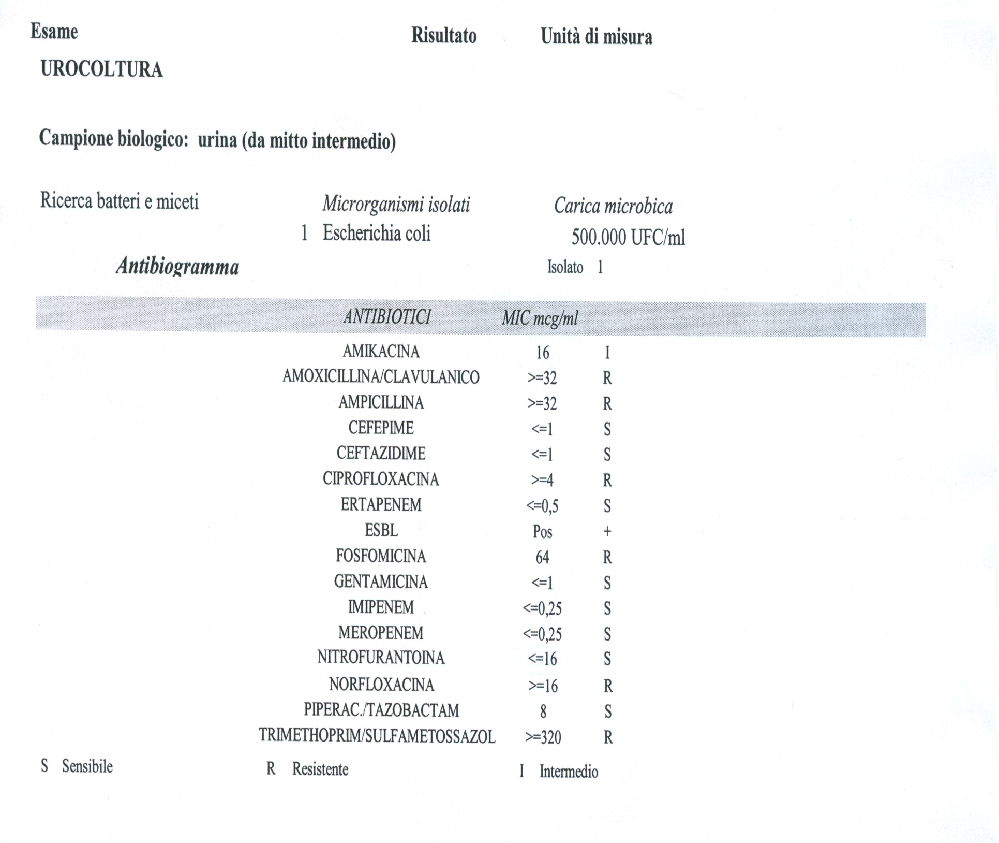 Esame Risultato Unità di misura
UROCOLTURA
Campione biologico: urina (da mitto intermedio)
Ricerca batteri e miceti Microrganismi isolati Carica microbica
1 Escherichia coli 500.000 UFC/ml
Antibiogramma Isolato 1
ANTIBIOTICI MIC mcg/ml
AMIKACINA 16 I
AMOXICILLINA/CLAVULANICO >=32 R
AMPICILLINA >=32 R
CEFEPIME <=1 S
CEFTAZIDIME <=1 S
CIPROFLOXACINA >=4 R
ERTAPENEM <=0,5 S
ESBL Pos +
FOSFOMICINA 64 R
GENTAMICINA <=1 S
IMIPENEM <=0,25 S
MEROPENEM <=0,25 S
NITROFURANTOINA <=16 S
NORFLOXACINA >=16 R
PIPERAC./TAZOBACTAM 8 S
TRIMETHOPRIM/SULFAMETOSSAZOL >=320 R
S Sensibile R Resistente I Intermedio